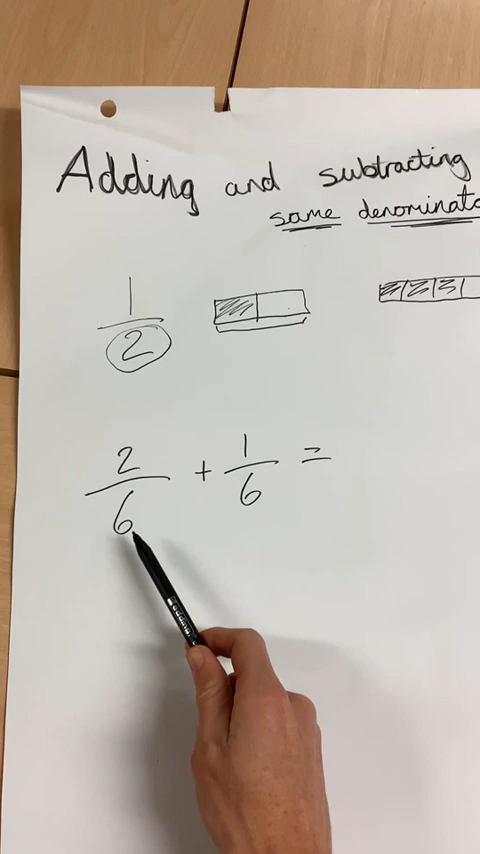 Adding and subtracting
same
1
2
2/6 + 1/6 =